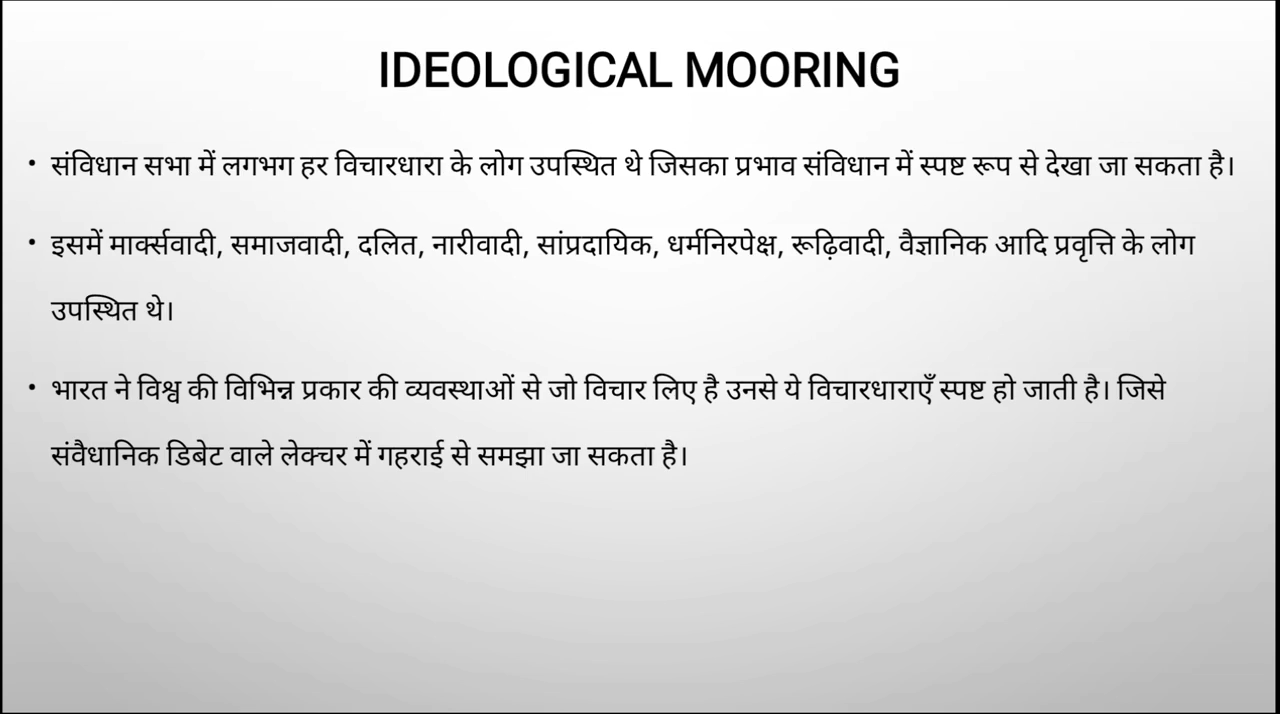 IDEOLOGICAL MOORING
• संविधान सभा में लगभग हर विचारधारा के लोग उपस्थित थे जिसका प्रभाव संविधान में स्पष्ट रूप से देखा जा सकता है।
• इसमें मार्क्सवादी, समाजवादी, दलित, नारीवादी, सांप्रदायिक, धर्मनिरपेक्ष, रूढ़िवादी, वैज्ञानिक आदि प्रवृत्ति के लोग
उपस्थित थे।
• भारत ने विश्व की विभिन्न प्रकार की व्यवस्थाओं से जो विचार लिए है उनसे ये विचारधाराएँ स्पष्ट हो जाती है। जिसे
संवैधानिक डिबेट वाले लेक्चर में गहराई से समझा जा सकता है।